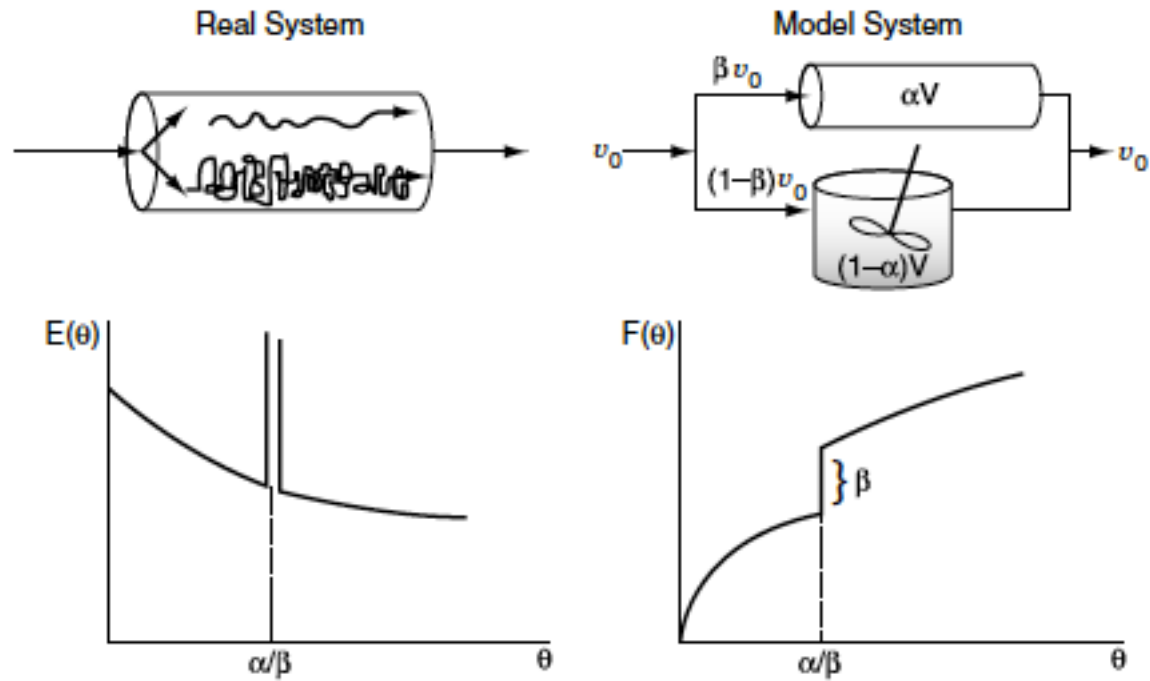 Real System
Model System
βv₀
αV
v₀
v₀
(1–β)v₀
(1–α)V
E(θ)
α/β
θ
F(θ)
} β
α/β
θ